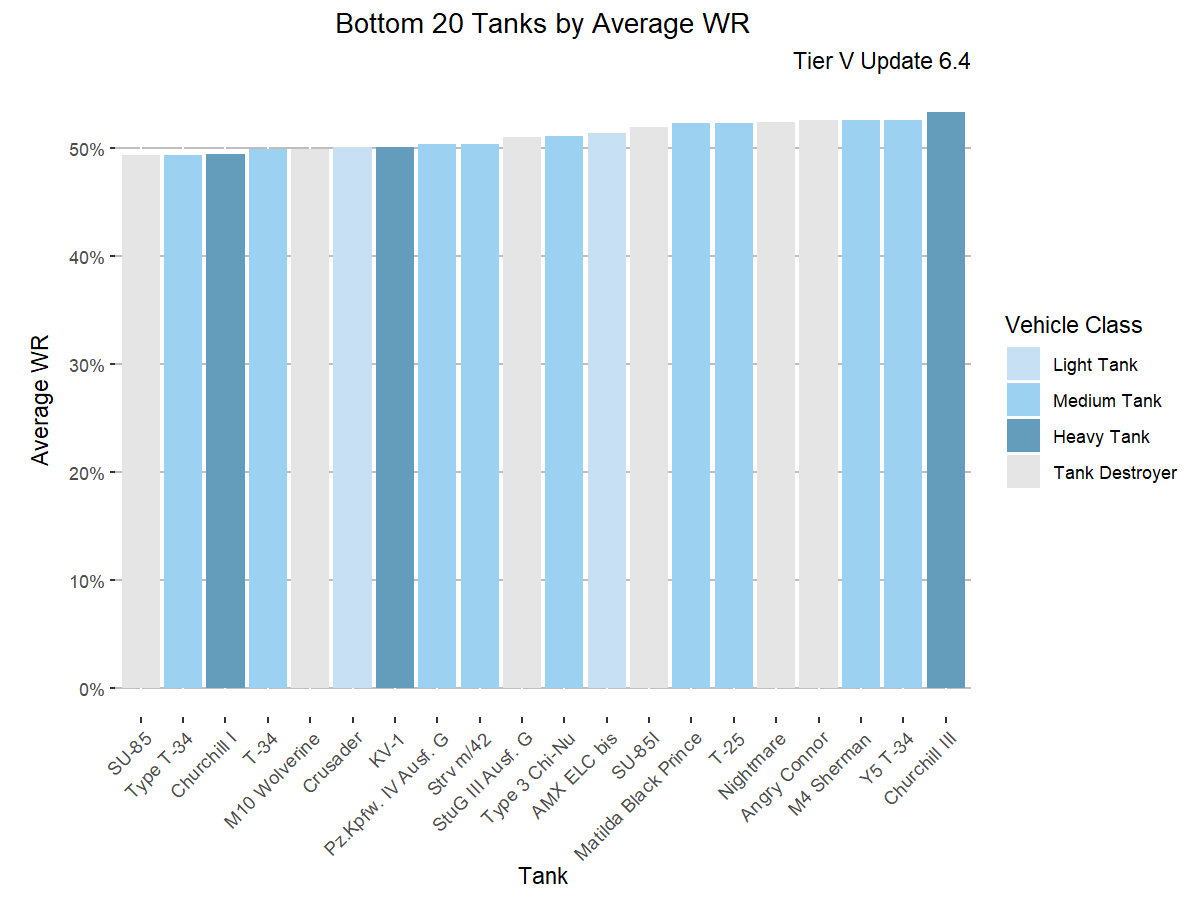 Bottom 20 Tanks by Average WR
Tier V Update 6.4
Average WR
50%
40%
30%
20%
10%
0%
SU-85
Type T-34
Churchill I
T-34
M10 Wolverine
Crusader
KV-1
Pz.Kpfw. IV Ausf. G
Strv m/42
StuG III Ausf. G
Type 3 Chi-Nu
AMX ELC bis
SU-85I
Matilda Black Prince
T-25
Nightmare
Angry Connor
M4 Sherman
Y5 T-34
Churchill III
Tank
Vehicle Class
Light Tank
Medium Tank
Heavy Tank
Tank Destroyer